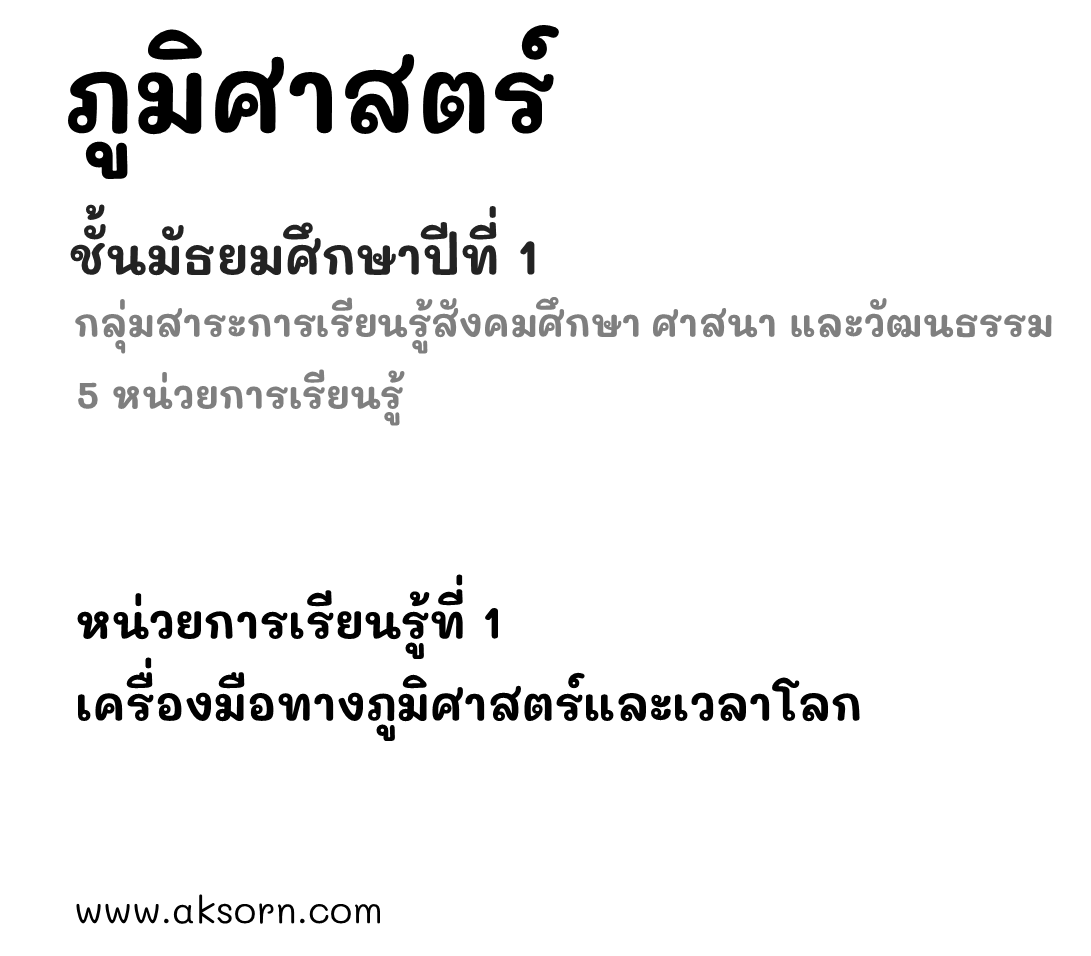 ภูมิศาสตร์
ชั้นมัธยมศึกษาปีที่ 1
กลุ่มสาระการเรียนรู้สังคมศึกษา ศาสนา และวัฒนธรรม
5 หน่วยการเรียนรู้
หน่วยการเรียนรู้ที่ 1
เครื่องมือทางภูมิศาสตร์และเวลาโลก
www.aksorn.com